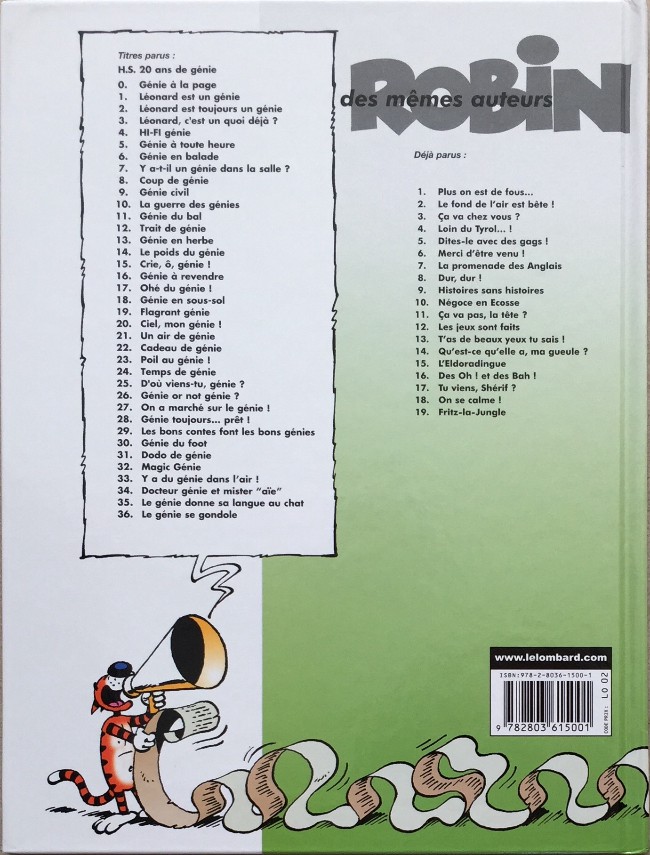 Titres parus :
H.S. 20 ans de génie
0. Génie à la page
1. Léonard est un génie
2. Léonard est toujours un génie
3. Léonard, c'est un quoi déjà ?
4. HI-FI génie
5. Génie à toute heure
6. Génie en balade
7. Y a-t-il un génie dans la salle ?
8. Coup de génie
9. Génie civil
10. La guerre des génies
11. Génie du bal
12. Trait de génie
13. Génie en herbe
14. Le poids du génie
15. Crie, ô, génie !
16. Génie à revendre
17. Ohé du génie !
18. Génie en sous-sol
19. Flagrant génie
20. Ciel, mon génie !
21. Un air de génie
22. Cadeau de génie
23. Poil au génie !
24. Temps de génie
25. D'où viens-tu, génie ?
26. Génie or not génie ?
27. On a marché sur le génie !
28. Génie toujours... prêt !
29. Les bons contes font les bons génies
30. Génie du foot
31. Dodo de génie
32. Magic Génie
33. Y a du génie dans l'air !
34. Docteur génie et mister "aïe"
35. Le génie donne sa langue au chat
36. Le génie se gondole
ROBIN
des mêmes auteurs
Déjà parus :
1. Plus on est de fous...
2. Le fond de l'air est bête !
3. Ça va chez vous ?
4. Loin du Tyrol... !
5. Dites-le avec des gags !
6. Merci d'être venu !
7. La promenade des Anglais
8. Dur, dur !
9. Histoires sans histoires
10. Négoce en Ecosse
11. Ça va pas, la tête ?
12. Les jeux sont faits
13. T'as de beaux yeux tu sais !
14. Qu'est-ce qu'elle a, ma gueule ?
15. L'Eldoradingue
16. Des Oh ! et des Bah !
17. Tu viens, Shérif ?
18. On se calme !
19. Fritz-la-Jungle
www.lelombard.com
ISBN:978-2-8036-1500-1
9 782803 615001
CODE PRIX : LO 02